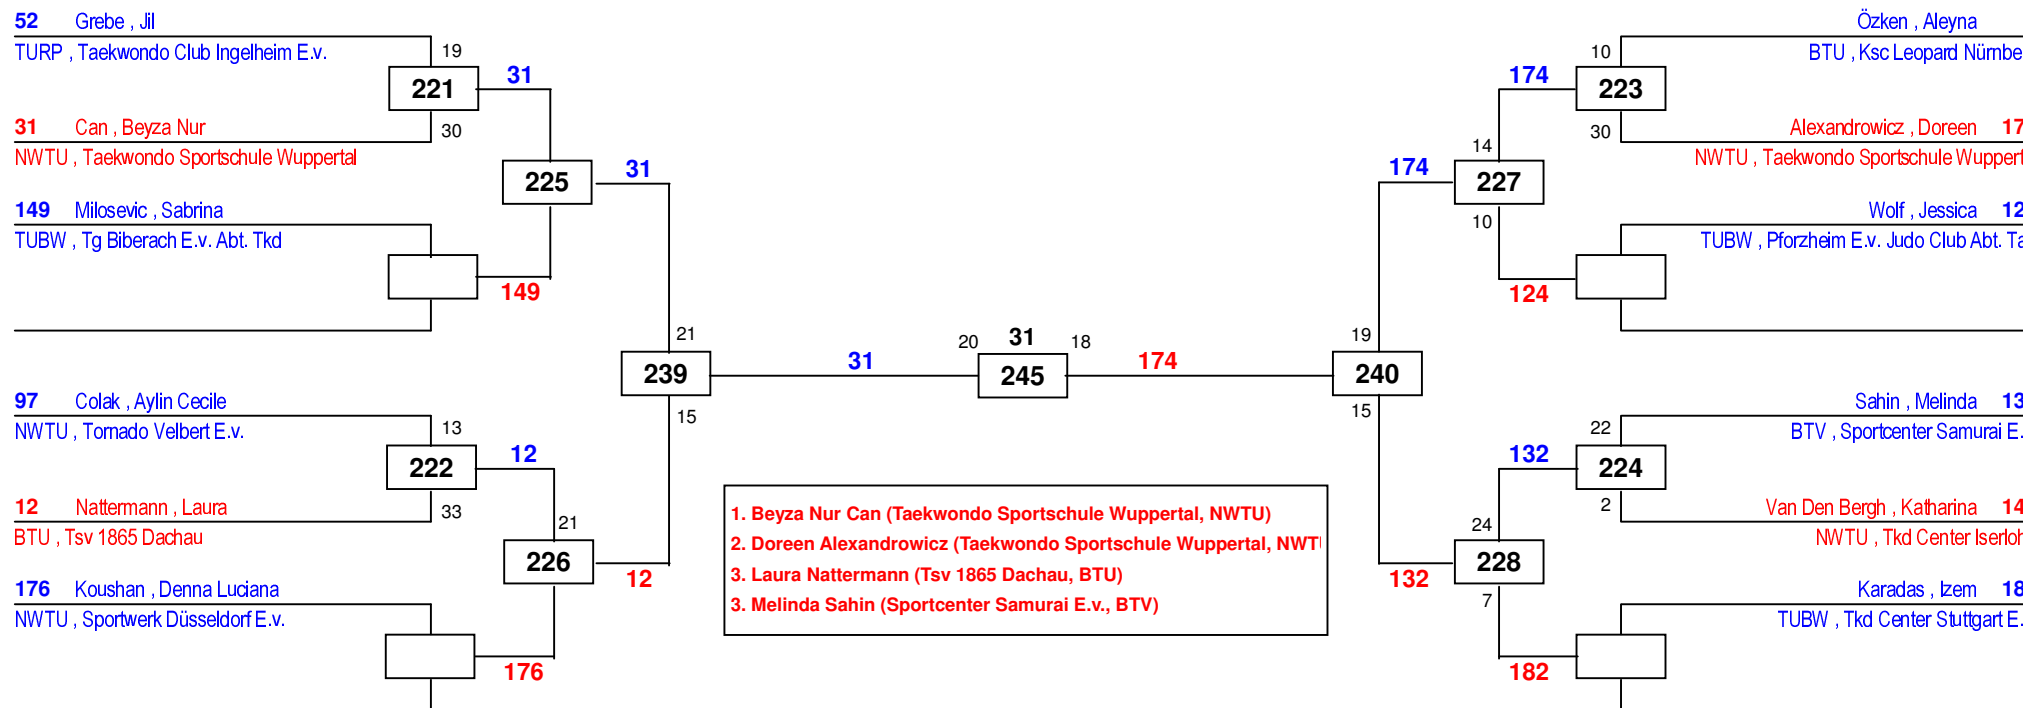 52 Grebe , Jil
TURP , Taekwondo Club Ingelheim E.v.
19
221
31
30
31 Can , Beyza Nur
NWTU , Taekwondo Sportschule Wuppertal
225
31
149 Milosevic , Sabrina
TUBW , Tg Biberach E.v. Abt. Tkd
149
21
239
15
31
97 Colak , Aylin Cecile
NWTU , Tornado Velbert E.v.
13
222
12
33
12 Nattermann , Laura
BTU , Tsv 1865 Dachau
21
226
12
176 Koushan , Denna Luciana
NWTU , Sportwerk Düsseldorf E.v.
176
20
31
18
245
174
1. Beyza Nur Can (Taekwondo Sportschule Wuppertal, NWTU)
2. Doreen Alexandrowicz (Taekwondo Sportschule Wuppertal, NWTU
3. Laura Nattermann (Tsv 1865 Dachau, BTU)
3. Melinda Sahin (Sportcenter Samurai E.v., BTV)
Özken , Aleyna
BTU , Ksc Leopard Nürnbe
10
174
223
30
Alexandrowicz , Doreen 17
NWTU , Taekwondo Sportschule Wuppert
14
174
227
10
Wolf , Jessica 12
TUBW , Pforzheim E.v. Judo Club Abt. Ta
124
19
240
15
Sahin , Melinda 13
BTV , Sportcenter Samurai E.
22
132
224
2
Van Den Bergh , Katharina 14
NWTU , Tkd Center Iserloh
24
132
228
7
Karadas , Izem 18
TUBW , Tkd Center Stuttgart E.
182